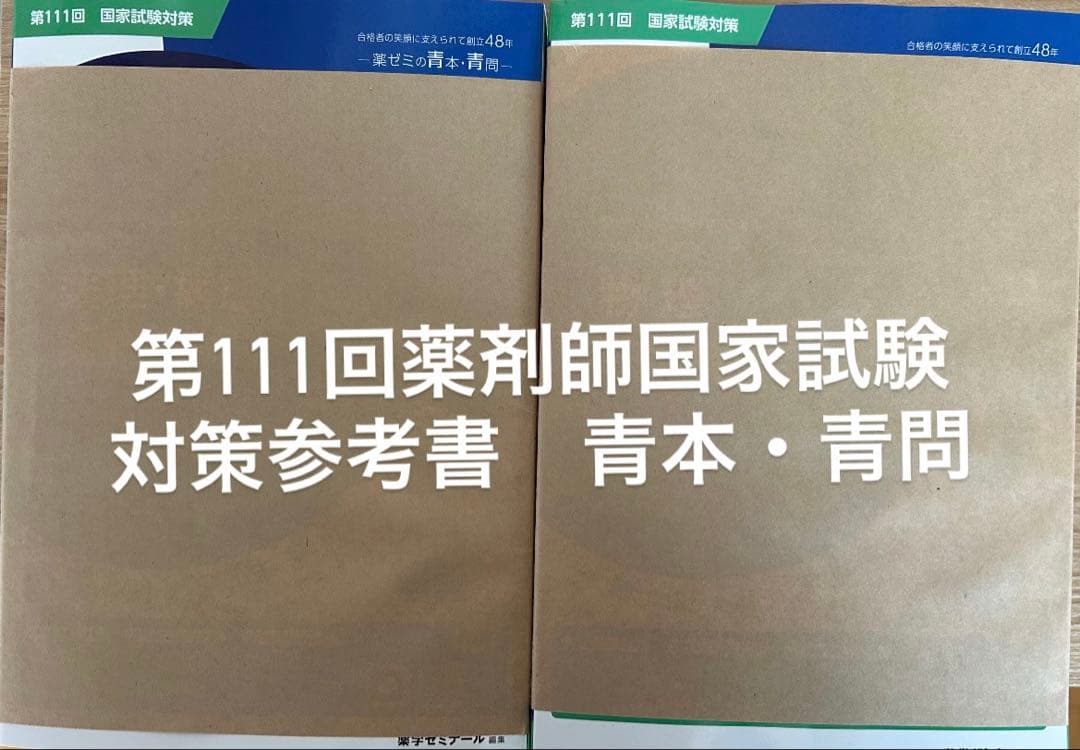 第111回 国家試験対策
合格者の笑顔に支えられて創立48年
―薬ゼミの青本・青問―
第111回 国家試験対策
合格者の笑顔に支えられて創立48年
第111回薬剤師国家試験
対策参考書 青本・青問
薬学ゼミナール 編集